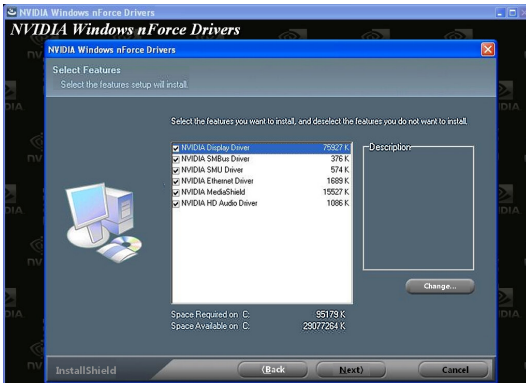 NVIDIA Windows nForce Drivers
NVIDIA Windows nForce Drivers
NVIDIA Windows nForce Drivers
Select Features
Select the features setup will install.
Select the features you want to install, and deselect the features you do not want to install.
NVIDIA Display Driver 75927 K
NVIDIA SMBus Driver 376 K
NVIDIA SMU Driver 574 K
NVIDIA Ethernet Driver 1689 K
NVIDIA MediaShield 15527 K
NVIDIA HD Audio Driver 1086 K
Description
Change...
Space Required on C: 95179 K
Space Available on C: 29077264 K
InstallShield
(Back
Next)
Cancel